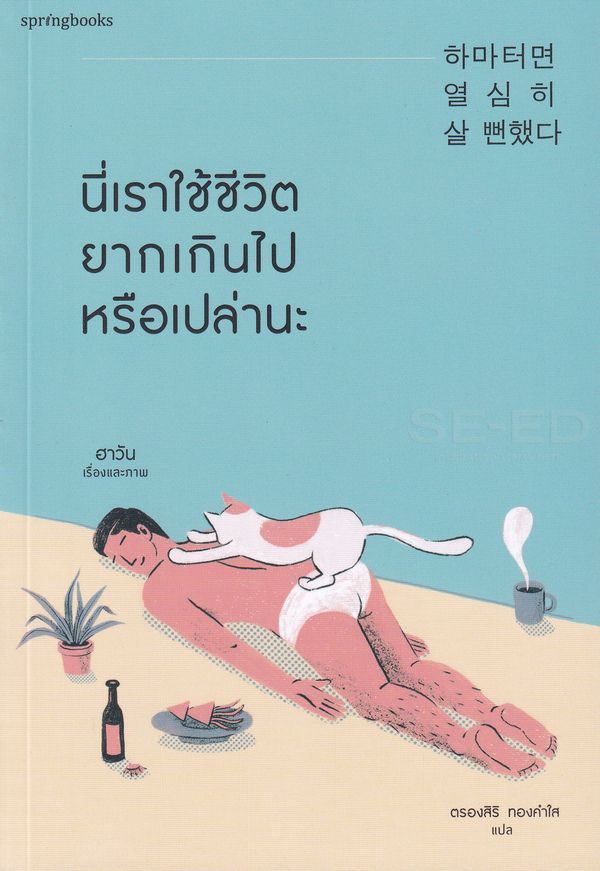 springbooks
하마터면
열 심 히
살 뻔했다
นี่เราใช้ชีวิต
ยากเกินไป
หรือเปล่านะ
SE-ED
ฮาวัน
เรื่องและภาพ
ตรองสิริ ทองคำใส
แปล